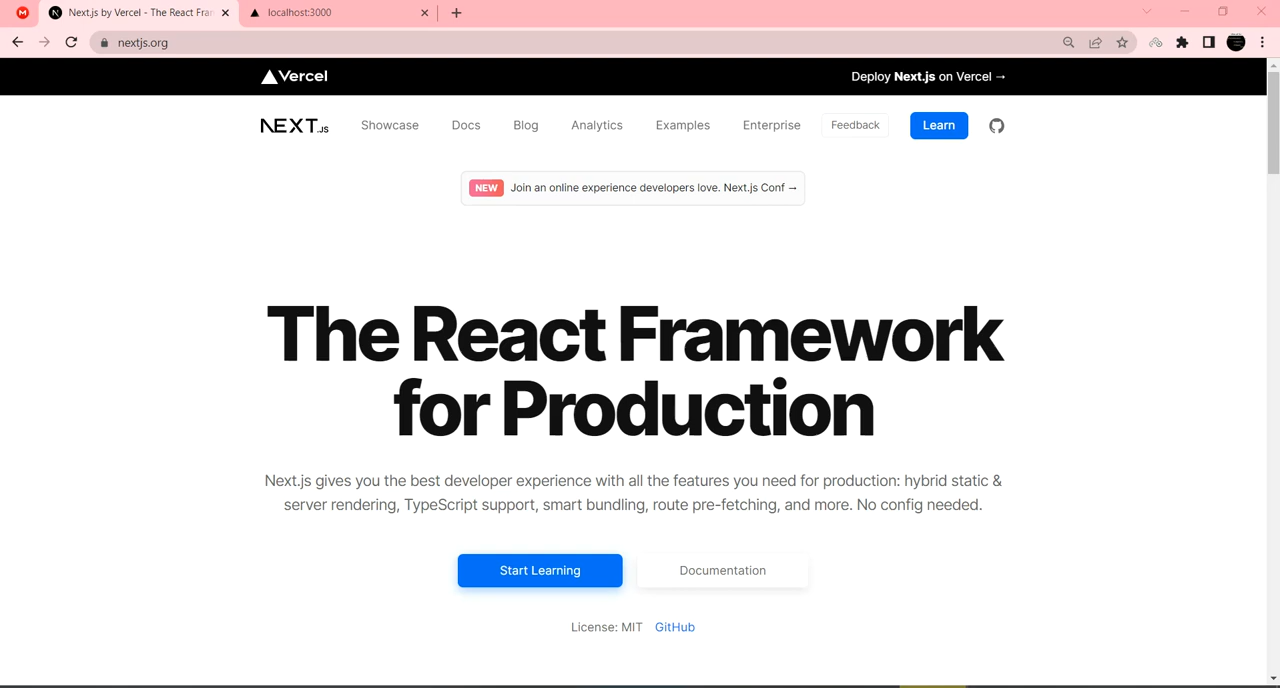 Next.js by Vercel - The React Fran
localhost:3000
nextjs.org
Vercel
Deploy Next.js on Vercel →
NEXT.JS Showcase Docs Blog Analytics Examples Enterprise Feedback Learn
NEW Join an online experience developers love. Next.js Conf →
The React Framework
for Production
Next.js gives you the best developer experience with all the features you need for production: hybrid static &
server rendering, TypeScript support, smart bundling, route pre-fetching, and more. No config needed.
Start Learning Documentation
License: MIT GitHub